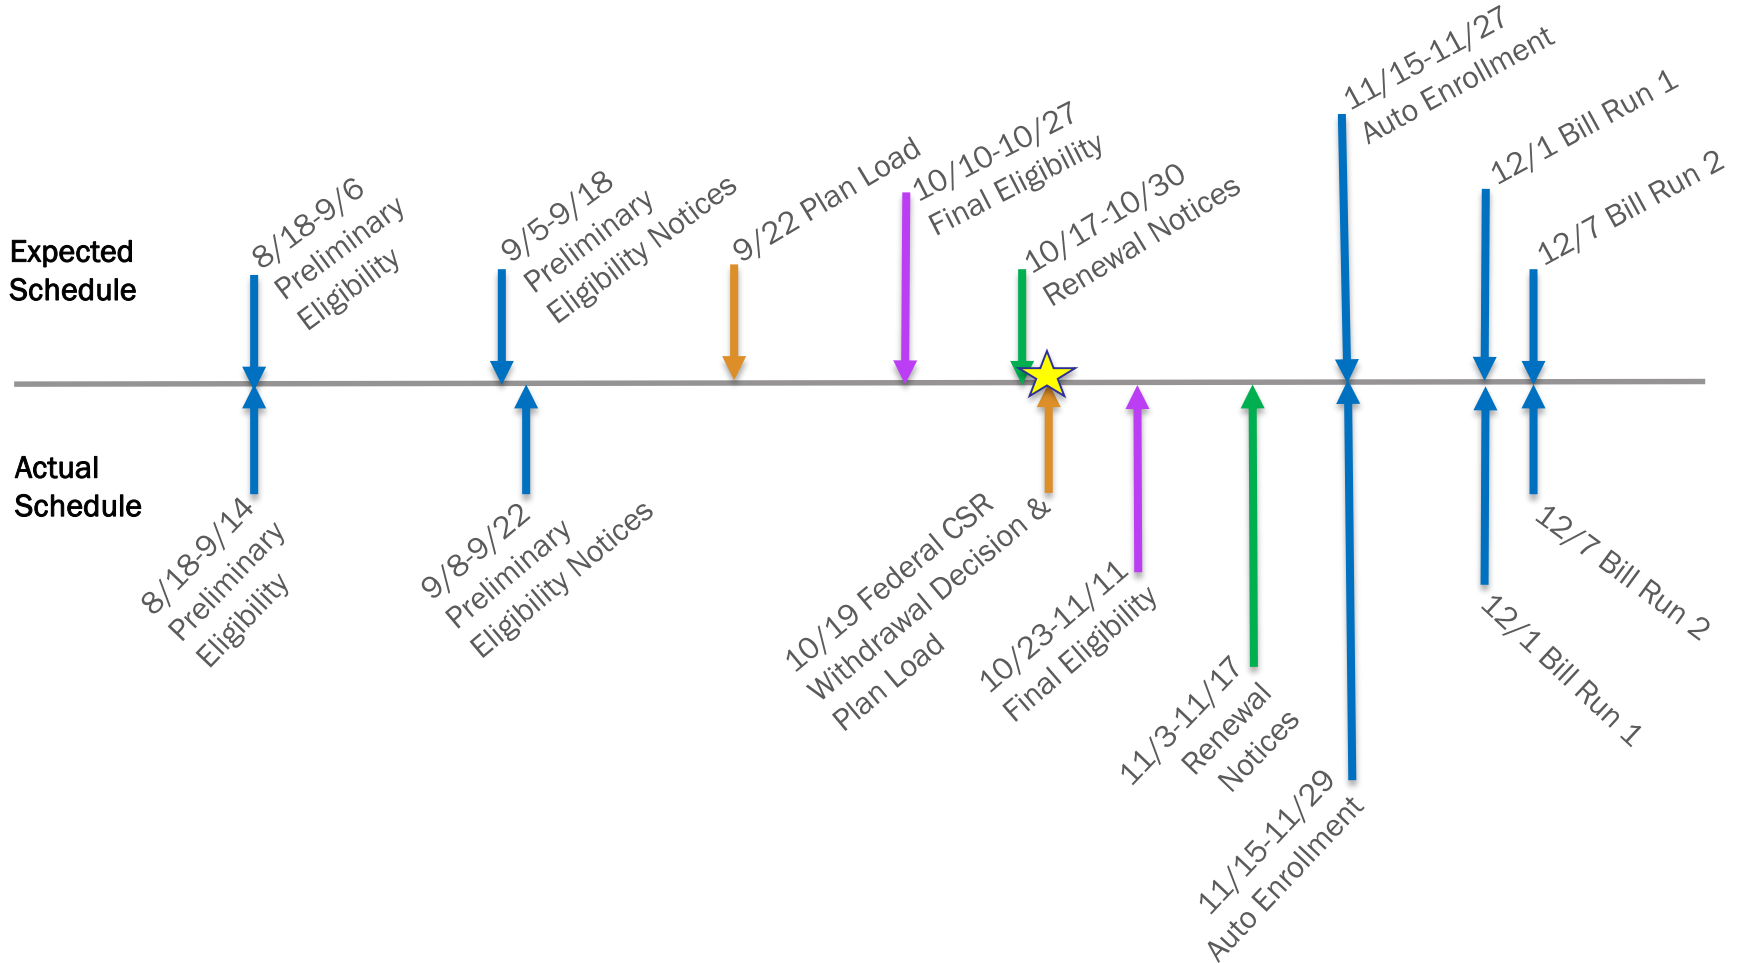 Expected
Schedule
8/18-9/6
Preliminary
Eligibility
9/5-9/18
Preliminary
Eligibility Notices
9/22 Plan Load
10/10-10/27
Final Eligibility
10/17-10/30
Renewal Notices
11/15-11/27
Auto Enrollment
12/1 Bill Run 1
12/7 Bill Run 2
Actual
Schedule
8/18-9/14
Preliminary
Eligibility
9/8-9/22
Preliminary
Eligibility Notices
10/19 Federal CSR
Withdrawal Decision &
Plan Load
10/23-11/11
Final Eligibility
11/3-11/17
Renewal
Notices
11/15-11/29
Auto Enrollment
12/1 Bill Run 1
12/7 Bill Run 2